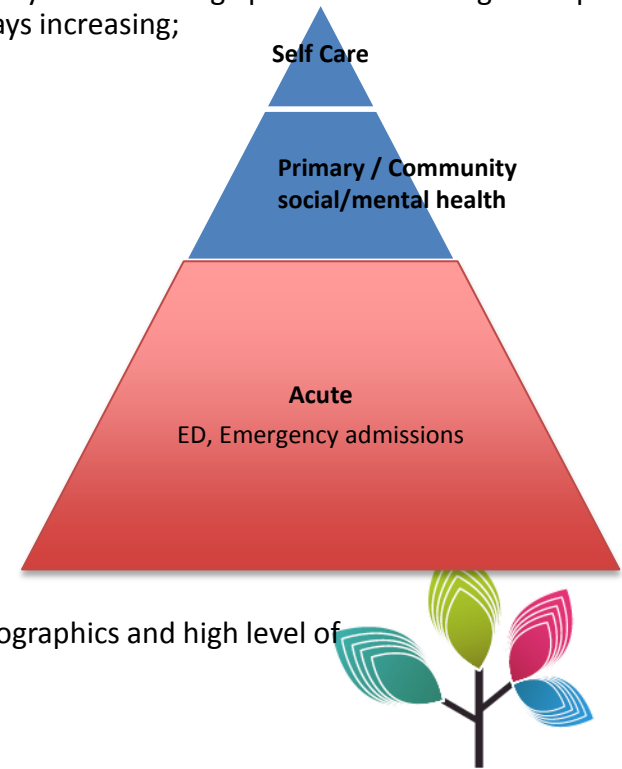 ays increasing;
Self Care
Primary / Community
social/mental health
Acute
ED, Emergency admissions
ographics and high level of